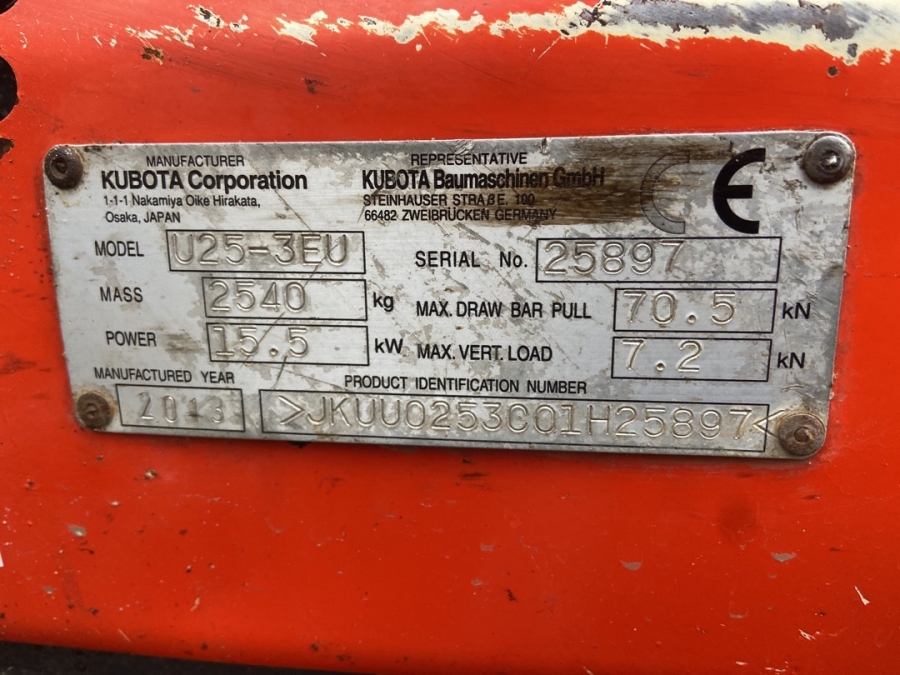 MANUFACTURER
KUBOTA Corporation
1-1-1 Nakamiya Oike Hirakata,
Osaka, JAPAN
REPRESENTATIVE
KUBOTA Baumaschinen GmbH
STEINHAUSER STRAßE. 100
66482 ZWEIBRÜCKEN GERMANY
CE
MODEL U25-3EU
SERIAL No. 25897
MASS 2540 kg
MAX. DRAW BAR PULL 70.5 kN
POWER 15.5 kW
MAX. VERT. LOAD 7.2 kN
MANUFACTURED YEAR
2013
PRODUCT IDENTIFICATION NUMBER
>JKUU0253C01H25897<